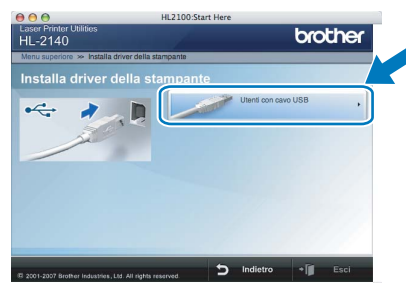 HL2100:Start Here
Laser Printer Utilities
HL-2140
brother
Menu superiore >> Installa driver della stampante
Installa driver della stampante
Utenti con cavo USB
© 2001-2007 Brother Industries, Ltd. All rights reserved.
Indietro
Esci